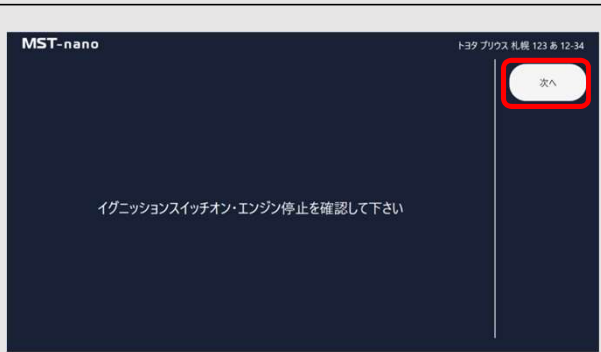 MST-nano
トヨタ プリウス 札幌 123 あ 12-34
次へ
イグニッションスイッチオン・エンジン停止を確認して下さい